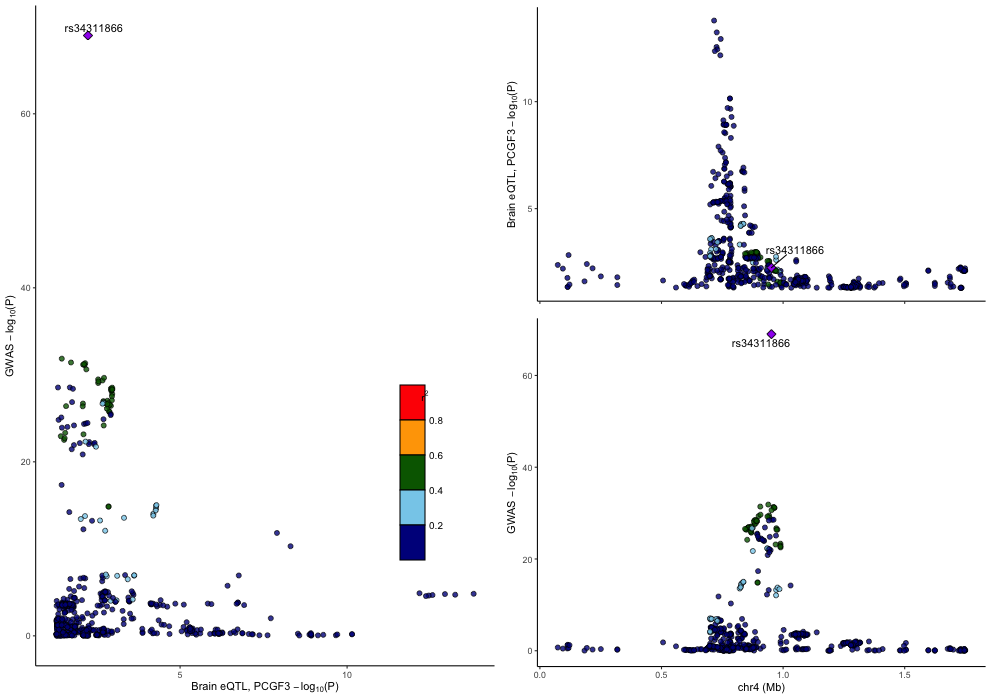 rs34311866
60
40
20
0
GWAS −log10(P)
5
10
Brain eQTL, PCGF3 −log10(P)
r2
0.8
0.6
0.4
0.2
10
5
Brain eQTL, PCGF3 −log10(P)
rs34311866
rs34311866
60
40
20
0
GWAS −log10(P)
0.0
0.5
1.0
1.5
chr4 (Mb)